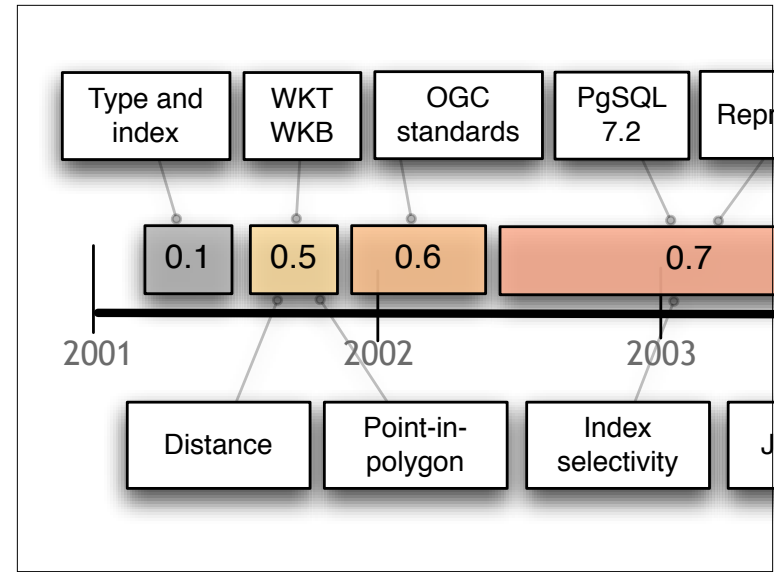 Type and
index
WKT
WKB
OGC
standards
PgSQL
7.2
Repr
0.1
0.5
0.6
0.7
2001
2002
2003
Distance
Point-in-
polygon
Index
selectivity
J